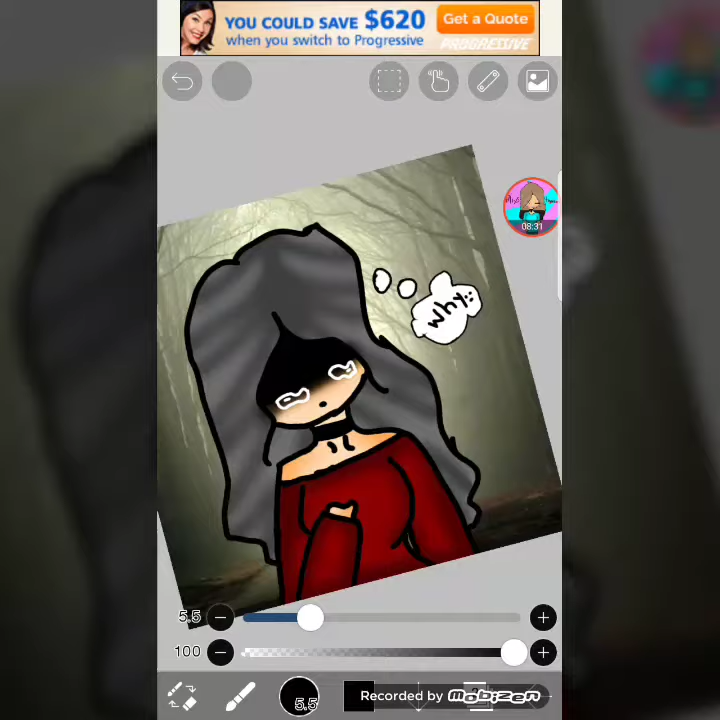 YOU COULD SAVE $620
when you switch to Progressive
Get a Quote
PROGRESSIVE
08:31
Why:
5.5
100
5.5
Recorded by mobizen